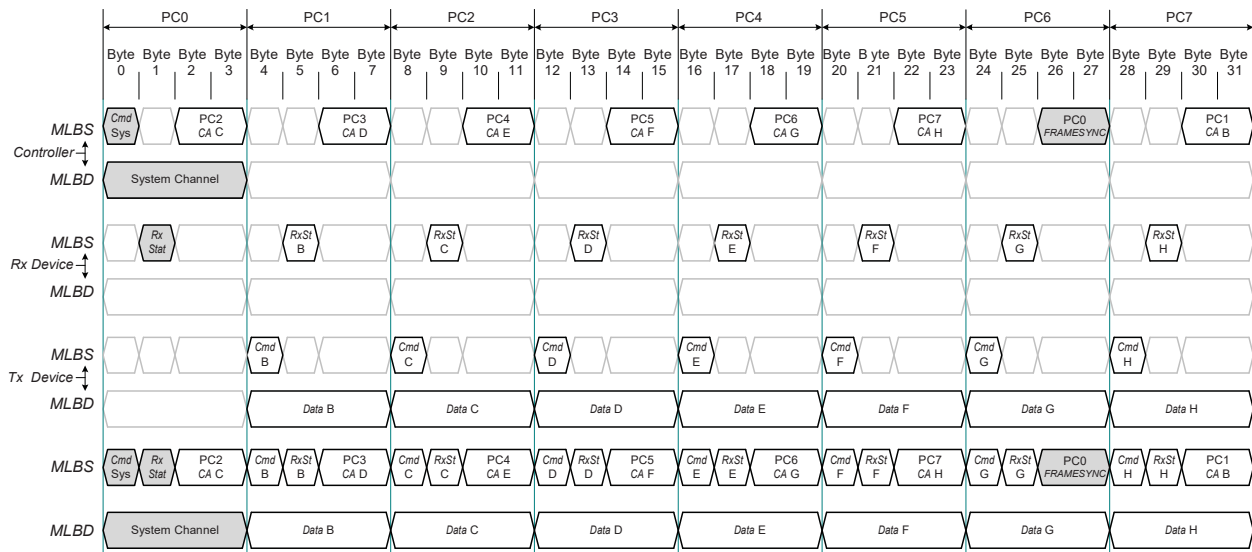 PC0 PC1 PC2 PC3 PC4 PC5 PC6 PC7
Byte Byte Byte Byte Byte Byte Byte Byte Byte Byte Byte Byte Byte Byte Byte Byte Byte Byte Byte Byte Byte Byte Byte Byte Byte Byte Byte Byte Byte Byte Byte Byte
0 1 2 3 4 5 6 7 8 9 10 11 12 13 14 15 16 17 18 19 20 21 22 23 24 25 26 27 28 29 30 31
Cmd PC2 PC3 PC4 PC5 PC6 PC7 PC0 PC1
MLBS Sys CA C CA D CA E CA F CA G CA H FRAMESYNC CA B
Controller
MLBD System Channel
Rx RxSt RxSt RxSt RxSt RxSt RxSt RxSt
MLBS Stat B C D E F G H
Rx Device
MLBD
Cmd Cmd Cmd Cmd Cmd Cmd Cmd
MLBS B C D E F G H
Tx Device
MLBD Data B Data C Data D Data E Data F Data G Data H
Cmd Rx PC2 Cmd RxSt PC3 Cmd RxSt PC4 Cmd RxSt PC5 Cmd RxSt PC6 Cmd RxSt PC7 Cmd RxSt PC0 Cmd RxSt PC1
MLBS Sys Stat CA C B B CA D C C CA E D D CA F E E CA G F F CA H G G FRAMESYNC H H CA B
MLBD System Channel Data B Data C Data D Data E Data F Data G Data H